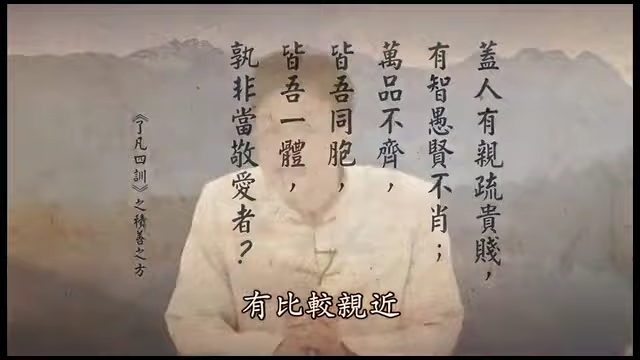 蓋人有親疏貴賤，
有智愚賢不肖；
萬品不齊，
皆吾同胞，
皆吾一體，
孰非當敬愛者？
《了凡四訓》之積善之方
有比較親近